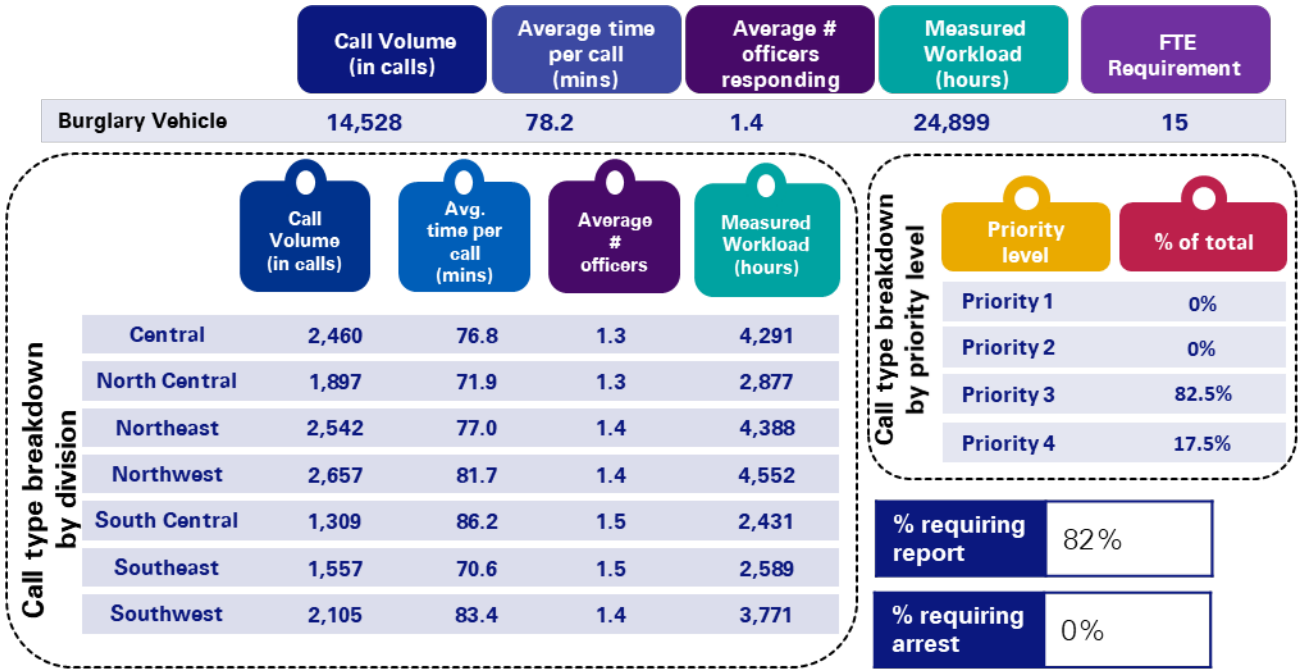 Call Volume
(in calls)
Average time
per call
(mins)
Average #
officers
responding
Measured
Workload
(hours)
FTE
Requirement
Burglary Vehicle 14,528 78.2 1.4 24,899 15
Call type breakdown
by division
Call
Volume
(in calls)
Avg.
time per
call
(mins)
Average
#
officers
Measured
Workload
(hours)
Central 2,460 76.8 1.3 4,291
North Central 1,897 71.9 1.3 2,877
Northeast 2,542 77.0 1.4 4,388
Northwest 2,657 81.7 1.4 4,552
South Central 1,309 86.2 1.5 2,431
Southeast 1,557 70.6 1.5 2,589
Southwest 2,105 83.4 1.4 3,771
Call type breakdown
by priority level
Priority
level
% of total
Priority 1 0%
Priority 2 0%
Priority 3 82.5%
Priority 4 17.5%
% requiring
report
82%
% requiring
arrest
0%